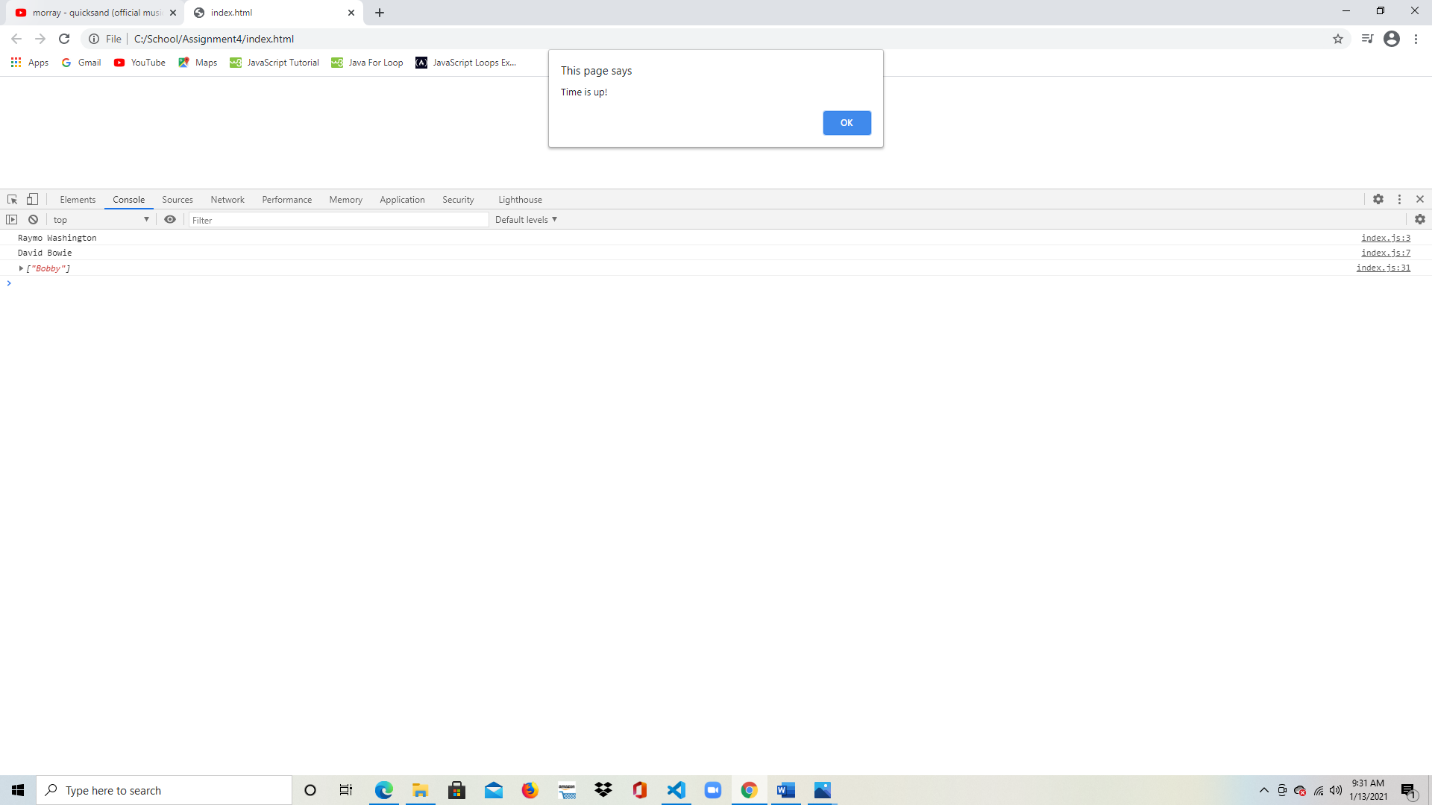 morray - quicksand (official musi
index.html
File
C:/School/Assignment4/index.html
Apps
Gmail
YouTube
Maps
JavaScript Tutorial
Java For Loop
JavaScript Loops Ex...
This page says
Time is up!
OK
Elements
Console
Sources
Network
Performance
Memory
Application
Security
Lighthouse
top
Filter
Default levels
Raymo Washington
index.js:3
David Bowie
index.js:7
["Bobby"]
index.js:31
Type here to search
9:31 AM
1/13/2021
1